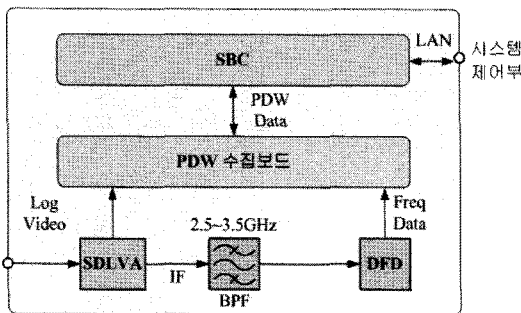 LAN
시스템
제어부
SBC
PDW
Data
PDW 수집보드
Log
Video
2.5~3.5GHz
Freq
Data
SDLVA
IF
BPF
DFD